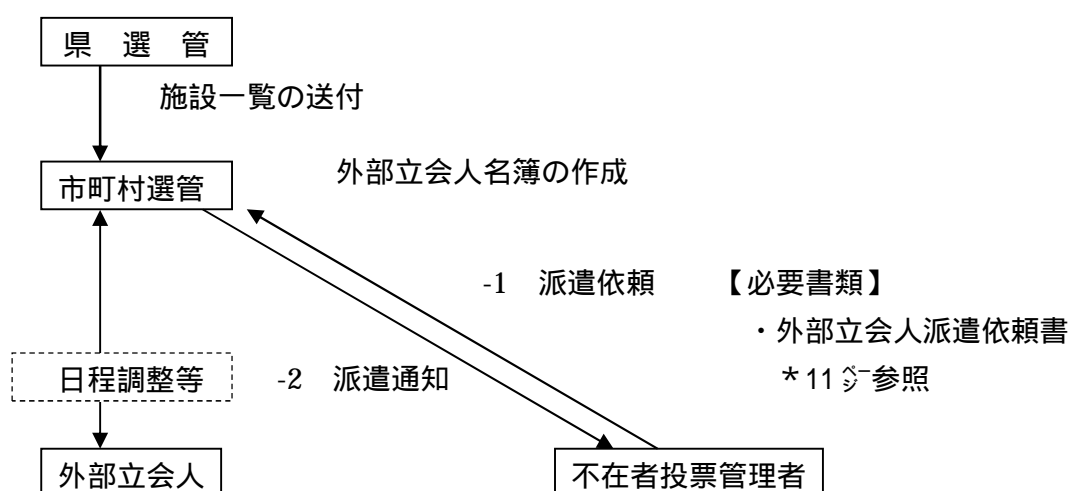 県 選 管
施設一覧の送付
市町村選管
外部立会人名簿の作成
-1 派遣依頼 【必要書類】
・外部立会人派遣依頼書
日程調整等 -2 派遣通知 *11㌻参照
外部立会人 不在者投票管理者